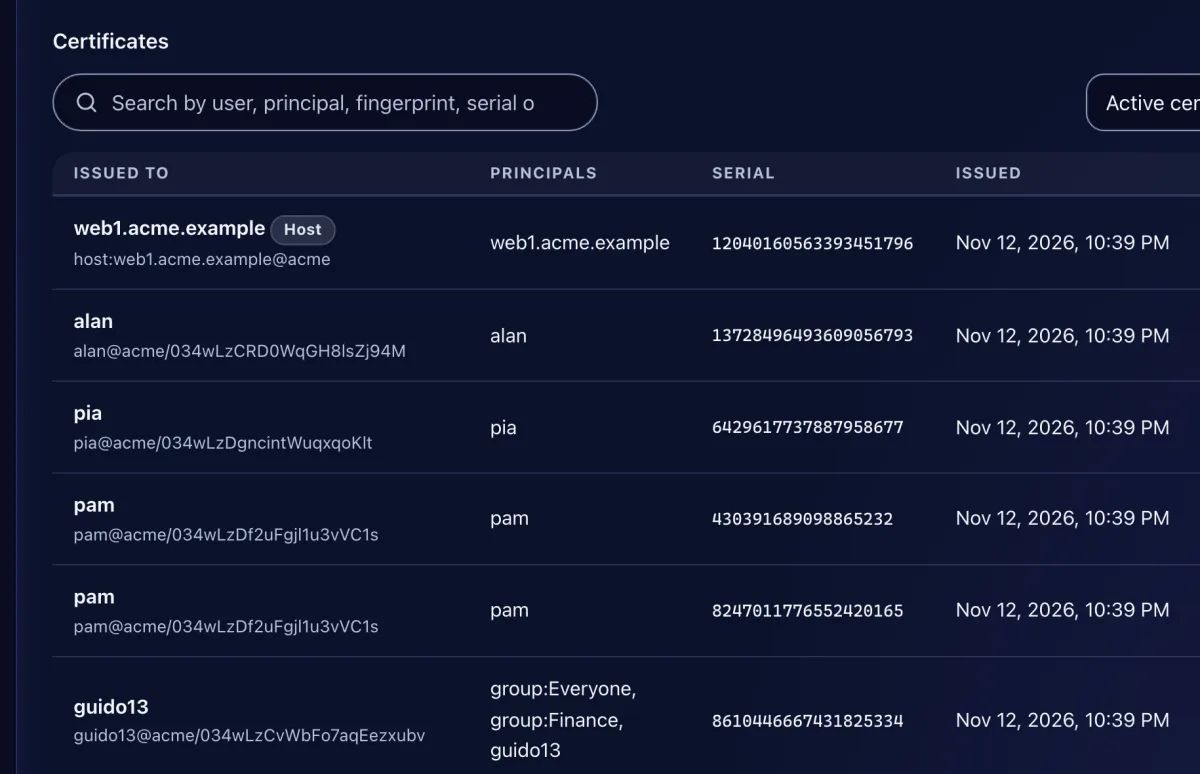 Certificates
Search by user, principal, fingerprint, serial o
Active cer
ISSUED TO PRINCIPALS SERIAL ISSUED
web1.acme.example Host
host:web1.acme.example@acme
web1.acme.example 12040160563393451796 Nov 12, 2026, 10:39 PM
alan
alan@acme/034wLzCRD0WqGH8lsZj94M
alan 13728496493609056793 Nov 12, 2026, 10:39 PM
pia
pia@acme/034wLzDgncintWuqxqoKlt
pia 6429617737887958677 Nov 12, 2026, 10:39 PM
pam
pam@acme/034wLzDf2uFgjl1u3vVC1s
pam 430391689098865232 Nov 12, 2026, 10:39 PM
pam
pam@acme/034wLzDf2uFgjl1u3vVC1s
pam 8247011776552420165 Nov 12, 2026, 10:39 PM
guido13
guido13@acme/034wLzCvWbFo7aqEezxubv
group:Everyone,
group:Finance,
guido13
8610446667431825334 Nov 12, 2026, 10:39 PM